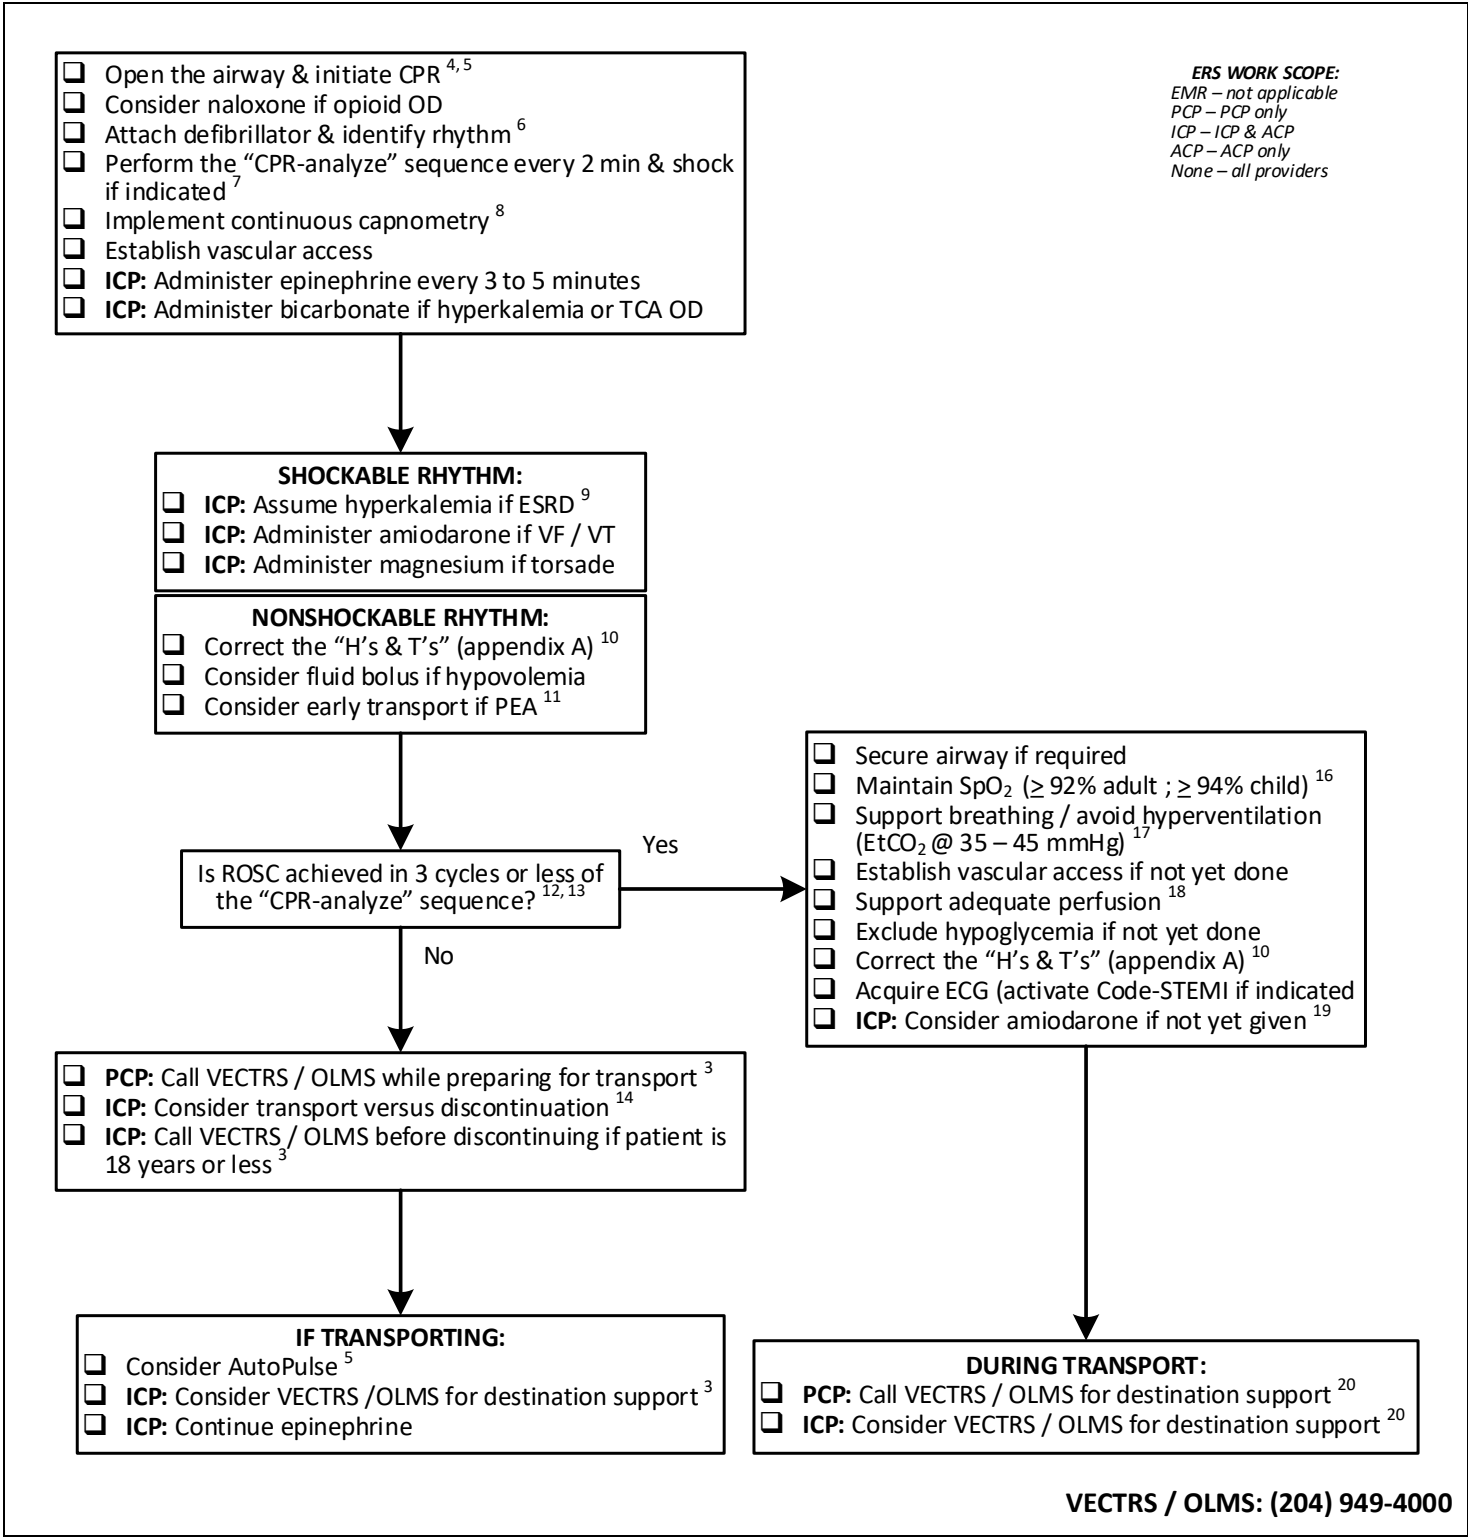 ❑ Open the airway & initiate CPR 4, 5
❑ Consider naloxone if opioid OD
❑ Attach defibrillator & identify rhythm 6
❑ Perform the “CPR-analyze” sequence every 2 min & shock
if indicated 7
❑ Implement continuous capnometry 8
❑ Establish vascular access
❑ ICP: Administer epinephrine every 3 to 5 minutes
❑ ICP: Administer bicarbonate if hyperkalemia or TCA OD
ERS WORK SCOPE:
EMR – not applicable
PCP – PCP only
ICP – ICP & ACP
ACP – ACP only
None – all providers
SHOCKABLE RHYTHM:
❑ ICP: Assume hyperkalemia if ESRD 9
❑ ICP: Administer amiodarone if VF / VT
❑ ICP: Administer magnesium if torsade
NONSHOCKABLE RHYTHM:
❑ Correct the “H’s & T’s” (appendix A) 10
❑ Consider fluid bolus if hypovolemia
❑ Consider early transport if PEA 11
Is ROSC achieved in 3 cycles or less of
the “CPR-analyze” sequence? 12, 13
Yes
No
❑ Secure airway if required
❑ Maintain SpO2 (≥ 92% adult ; ≥ 94% child) 16
❑ Support breathing / avoid hyperventilation
(EtCO2 @ 35 – 45 mmHg) 17
❑ Establish vascular access if not yet done
❑ Support adequate perfusion 18
❑ Exclude hypoglycemia if not yet done
❑ Correct the “H’s & T’s” (appendix A) 10
❑ Acquire ECG (activate Code-STEMI if indicated
❑ ICP: Consider amiodarone if not yet given 19
❑ PCP: Call VECTRS / OLMS while preparing for transport 3
❑ ICP: Consider transport versus discontinuation 14
❑ ICP: Call VECTRS / OLMS before discontinuing if patient is
18 years or less 3
IF TRANSPORTING:
❑ Consider AutoPulse 5
❑ ICP: Consider VECTRS /OLMS for destination support 3
❑ ICP: Continue epinephrine
DURING TRANSPORT:
❑ PCP: Call VECTRS / OLMS for destination support 20
❑ ICP: Consider VECTRS / OLMS for destination support 20
VECTRS / OLMS: (204) 949-4000